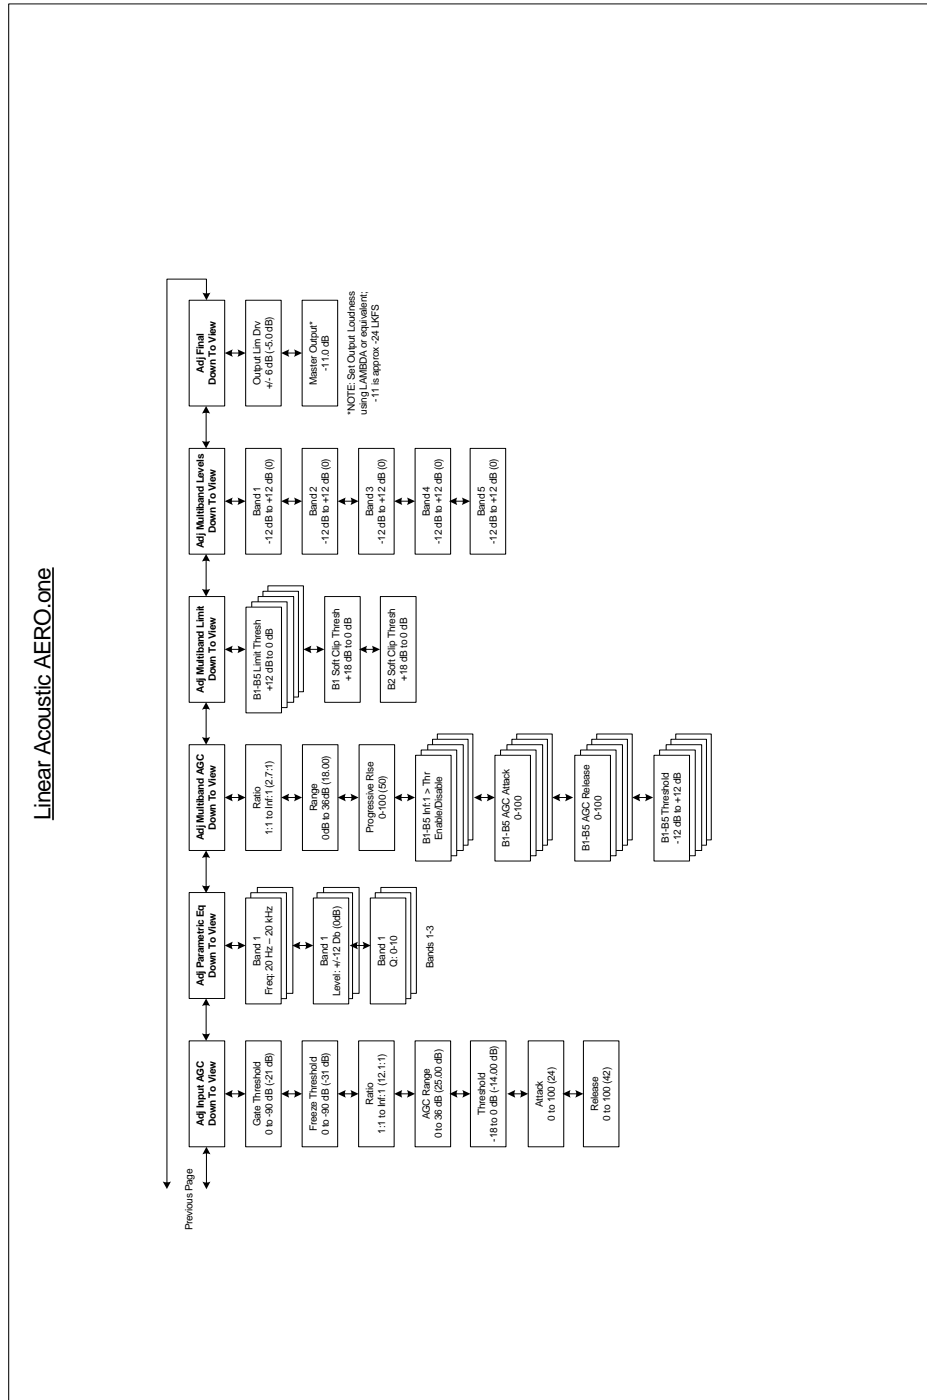 Linear Acoustic AERO.one
Previous Page
Adj Input AGC
Down To View
Gate Threshold
0 to -90 dB (-21 dB)
Freeze Threshold
0 to -90 dB (-31 dB)
Ratio
1:1 to Inf:1 (12.1:1)
AGC Range
0 to 36 dB (25.00 dB)
Threshold
-18 to 0 dB (-14.00 dB)
Attack
0 to 100 (24)
Release
0 to 100 (42)
Adj Parametric Eq
Down To View
Band 1
Freq: 20 Hz – 20 kHz
Band 1
Level: +/-12 Db (0dB)
Band 1
Q: 0-10
Bands 1-3
Adj Multiband AGC
Down To View
Ratio
1:1 to Inf:1 (2.7:1)
Range
0dB to 36dB (18.00)
Progressive RIse
0-100 (50)
B1-B5 Inf:1 > Thr
Enable/Disable
B1-B5 AGC Attack
0-100
B1-B5 AGC Release
0-100
B1-B5 Threshold
-12 dB to +12 dB
Adj Multiband Limit
Down To View
B1-B5 Limit Thresh
+12 dB to 0 dB
B1 Soft Clip Thresh
+18 dB to 0 dB
B2 Soft Clip Thresh
+18 dB to 0 dB
Adj Multiband Levels
Down To View
Band 1
-12 dB to +12 dB (0)
Band 2
-12 dB to +12 dB (0)
Band 3
-12 dB to +12 dB (0)
Band 4
-12 dB to +12 dB (0)
Band 5
-12 dB to +12 dB (0)
Adj Final
Down To View
Output Lim Drv
+/- 6 dB (-5.0 dB)
Master Output*
-11.0 dB
*NOTE: Set Output Loudness
using LAMBDA or equivalent;
-11 is approx -24 LKFS